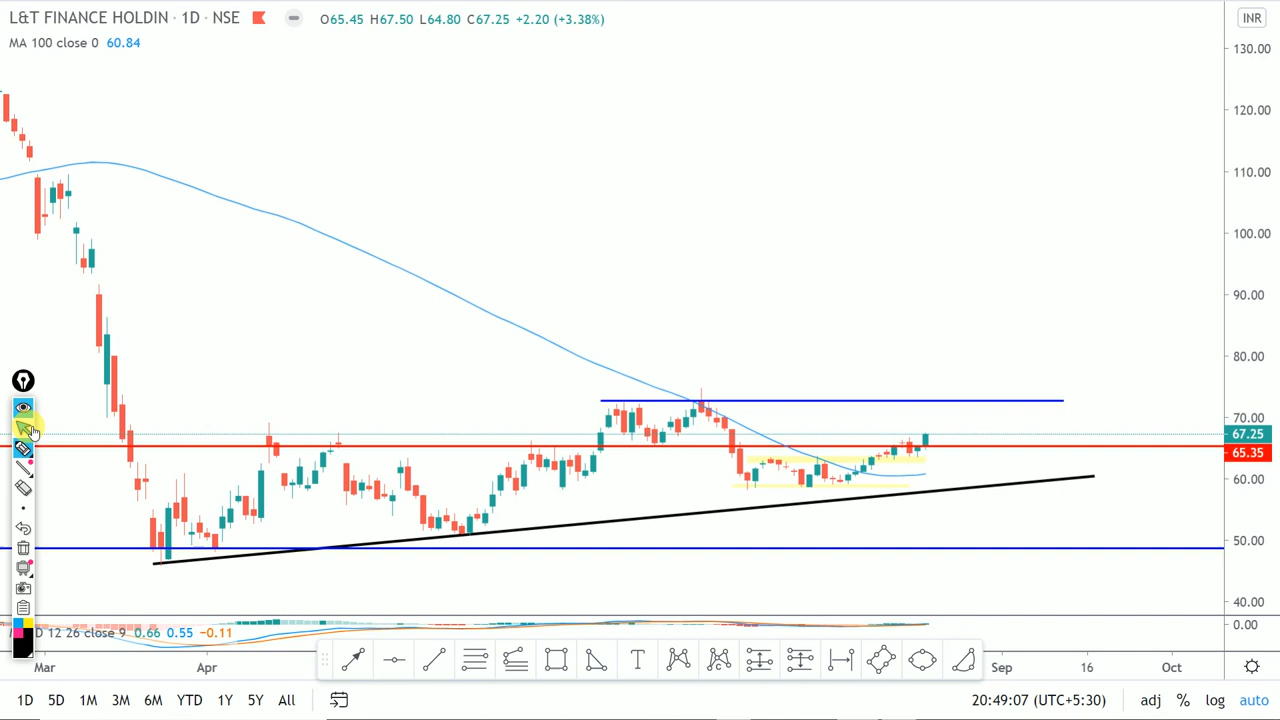 L&T FINANCE HOLDIN · 1D · NSE O65.45 H67.50 L64.80 C67.25 +2.20 (+3.38%) INR
MA 100 close 0 60.84
130.00
120.00
110.00
100.00
90.00
80.00
70.00
67.25
65.35
60.00
50.00
40.00
D 12 26 close 9 0.66 0.55 −0.11 0.00
Mar Apr Sep 16 Oct
T
1D 5D 1M 3M 6M YTD 1Y 5Y All 20:49:07 (UTC+5:30) adj % log auto